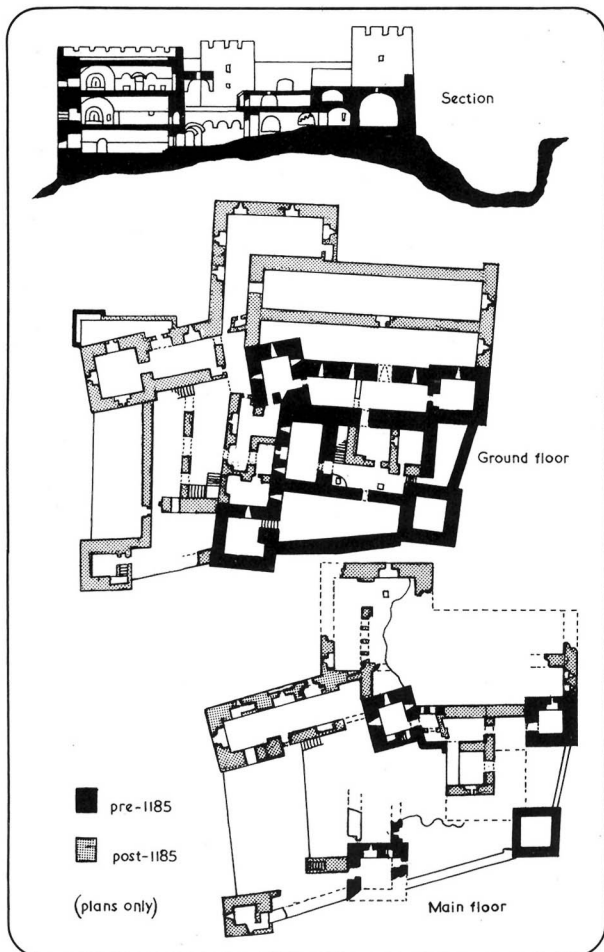 Section
Ground floor
pre-1185
post-1185
(plans only)
Main floor